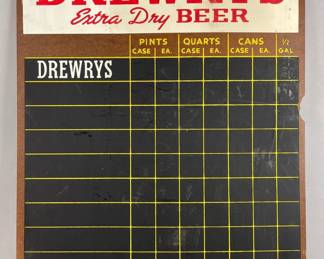 DREWRYS
Extra Dry BEER
PINTS QUARTS CANS ½
CASE EA. CASE EA. CASE EA. GAL
DREWRYS